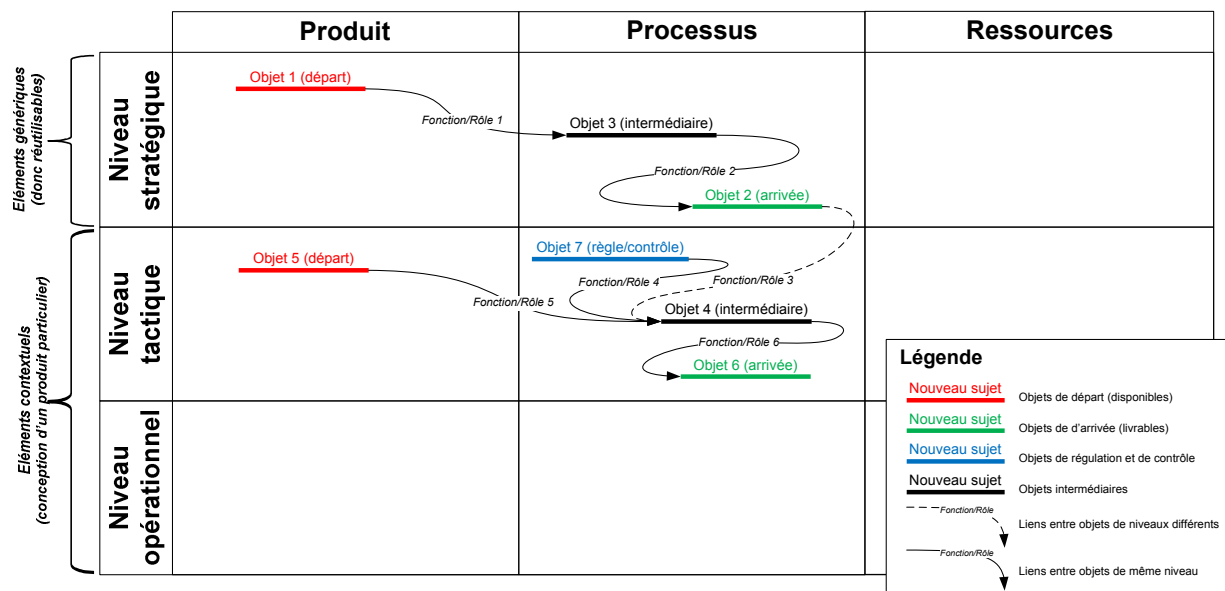 Produit
Processus
Ressources
Eléments génériques
(donc réutilisables)
Niveau
stratégique
Objet 1 (départ)
Fonction/Rôle 1
Objet 3 (intermédiaire)
Fonction/Rôle 2
Objet 2 (arrivée)
Eléments contextuels
(conception d'un produit particulier)
Niveau
tactique
Objet 5 (départ)
Objet 7 (règle/contrôle)
Fonction/Rôle 4
Fonction/Rôle 3
Fonction/Rôle 5
Objet 4 (intermédiaire)
Fonction/Rôle 6
Objet 6 (arrivée)
Niveau
opérationnel
Légende
Nouveau sujet
Objets de départ (disponibles)
Nouveau sujet
Objets de d'arrivée (livrables)
Nouveau sujet
Objets de régulation et de contrôle
Nouveau sujet
Objets intermédiaires
Fonction/Rôle
Liens entre objets de niveaux différents
Fonction/Rôle
Liens entre objets de même niveau